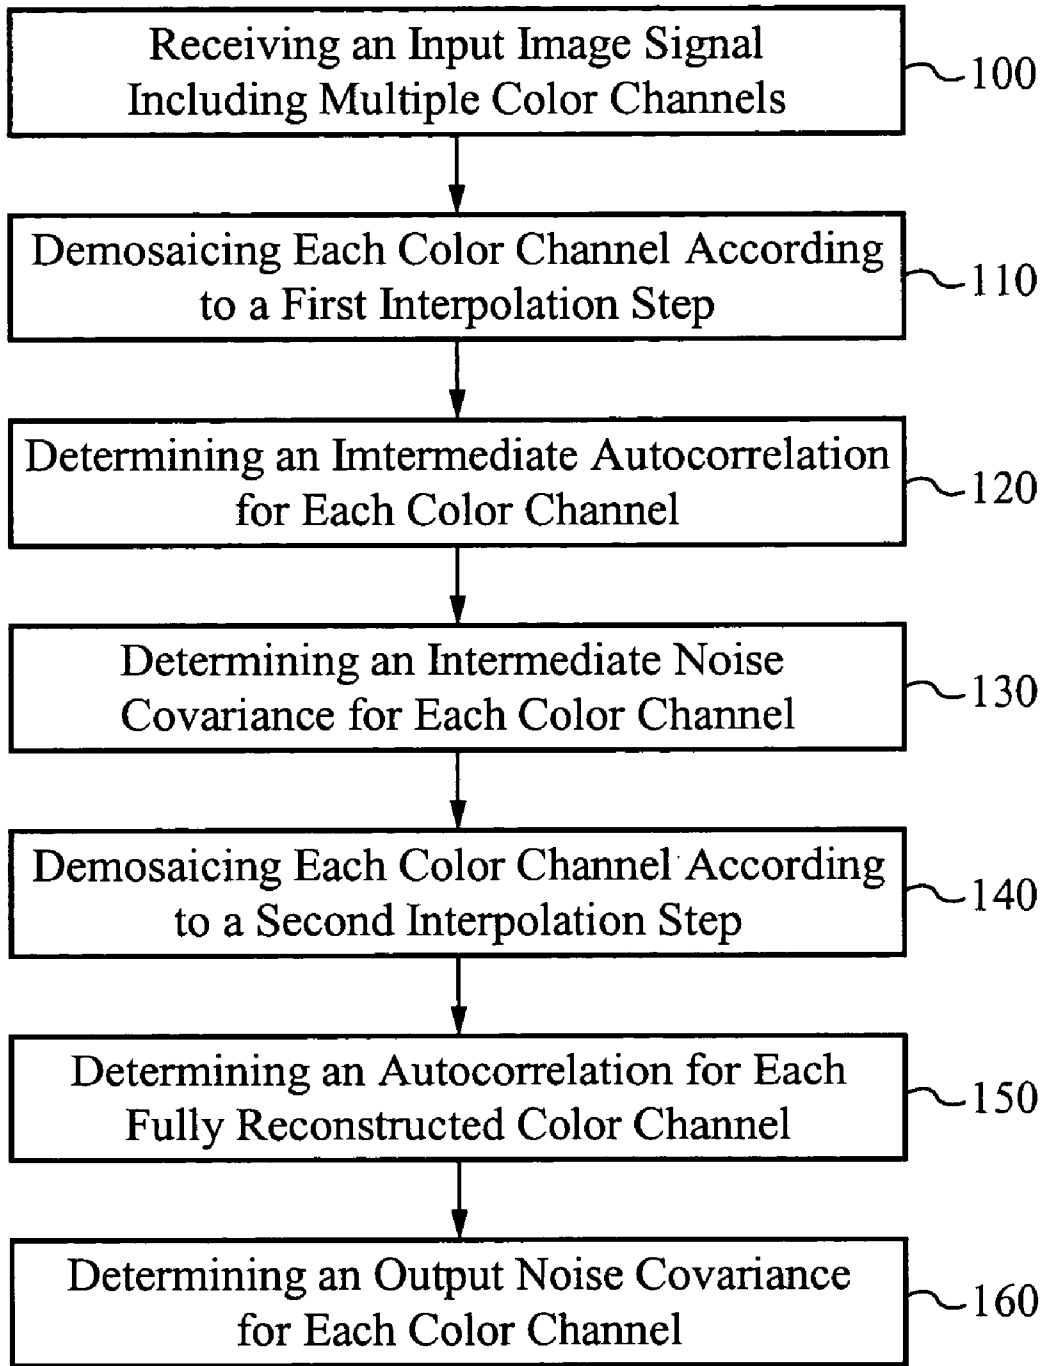 Receiving an Input Image Signal
Including Multiple Color Channels
100
Demosaicing Each Color Channel According
to a First Interpolation Step
110
Determining an Imtermediate Autocorrelation
for Each Color Channel
120
Determining an Intermediate Noise
Covariance for Each Color Channel
130
Demosaicing Each Color Channel According
to a Second Interpolation Step
140
Determining an Autocorrelation for Each
Fully Reconstructed Color Channel
150
Determining an Output Noise Covariance
for Each Color Channel
160